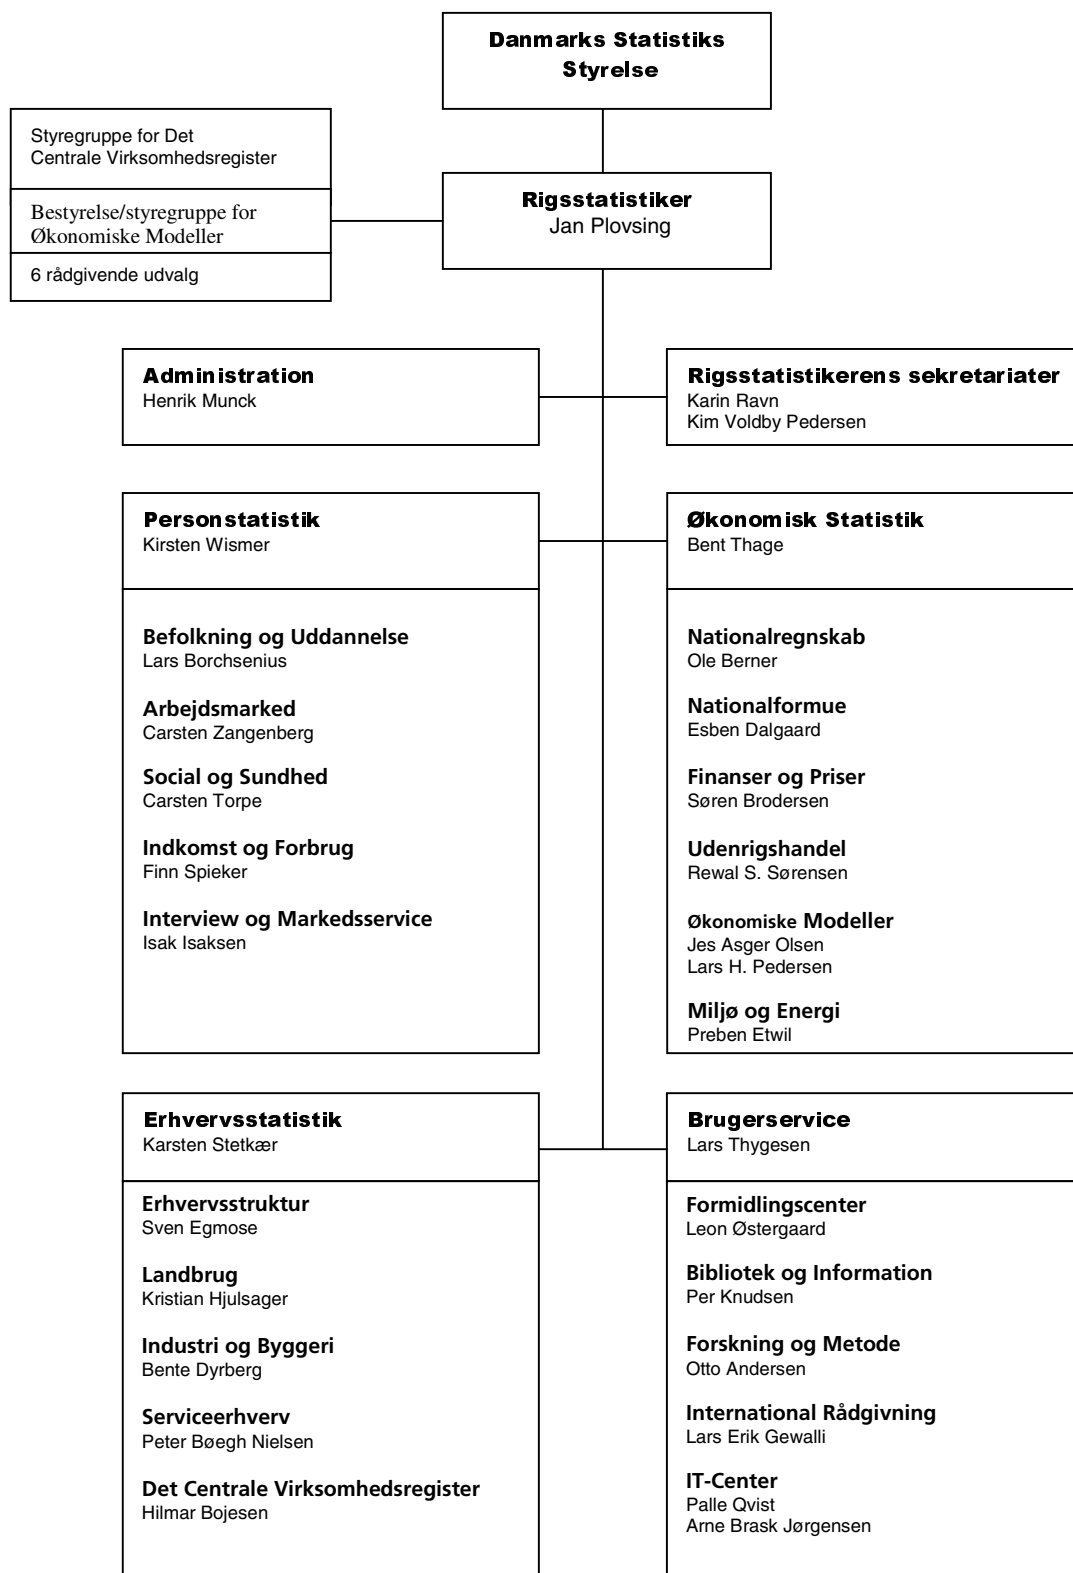 Danmarks Statistiks
Styrelse
Styregruppe for Det
Centrale Virksomhedsregister
Bestyrelse/styregruppe for
Økonomiske Modeller
6 rådgivende udvalg
Rigsstatistiker
Jan Plovsing
Administration
Henrik Munck
Rigsstatistikerens sekretariater
Karin Ravn
Kim Voldby Pedersen
Personstatistik
Kirsten Wismer
Befolkning og Uddannelse
Lars Borchsenius
Arbejdsmarked
Carsten Zangenberg
Social og Sundhed
Carsten Torpe
Indkomst og Forbrug
Finn Spieker
Interview og Markedsservice
Isak Isaksen
Økonomisk Statistik
Bent Thage
Nationalregnskab
Ole Berner
Nationalformue
Esben Dalgaard
Finanser og Priser
Søren Brodersen
Udenrigshandel
Rewal S. Sørensen
Økonomiske Modeller
Jes Asger Olsen
Lars H. Pedersen
Miljø og Energi
Preben Etwil
Erhvervsstatistik
Karsten Stetkær
Erhvervsstruktur
Sven Egmose
Landbrug
Kristian Hjulsager
Industri og Byggeri
Bente Dyrberg
Serviceerhverv
Peter Bøegh Nielsen
Det Centrale Virksomhedsregister
Hilmar Bojesen
Brugerservice
Lars Thygesen
Formidlingscenter
Leon Østergaard
Bibliotek og Information
Per Knudsen
Forskning og Metode
Otto Andersen
International Rådgivning
Lars Erik Gewalli
IT-Center
Palle Qvist
Arne Brask Jørgensen